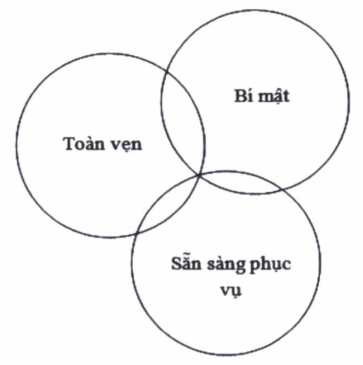 Bí mật
Toàn vẹn
Sẵn sàng phục
vụ